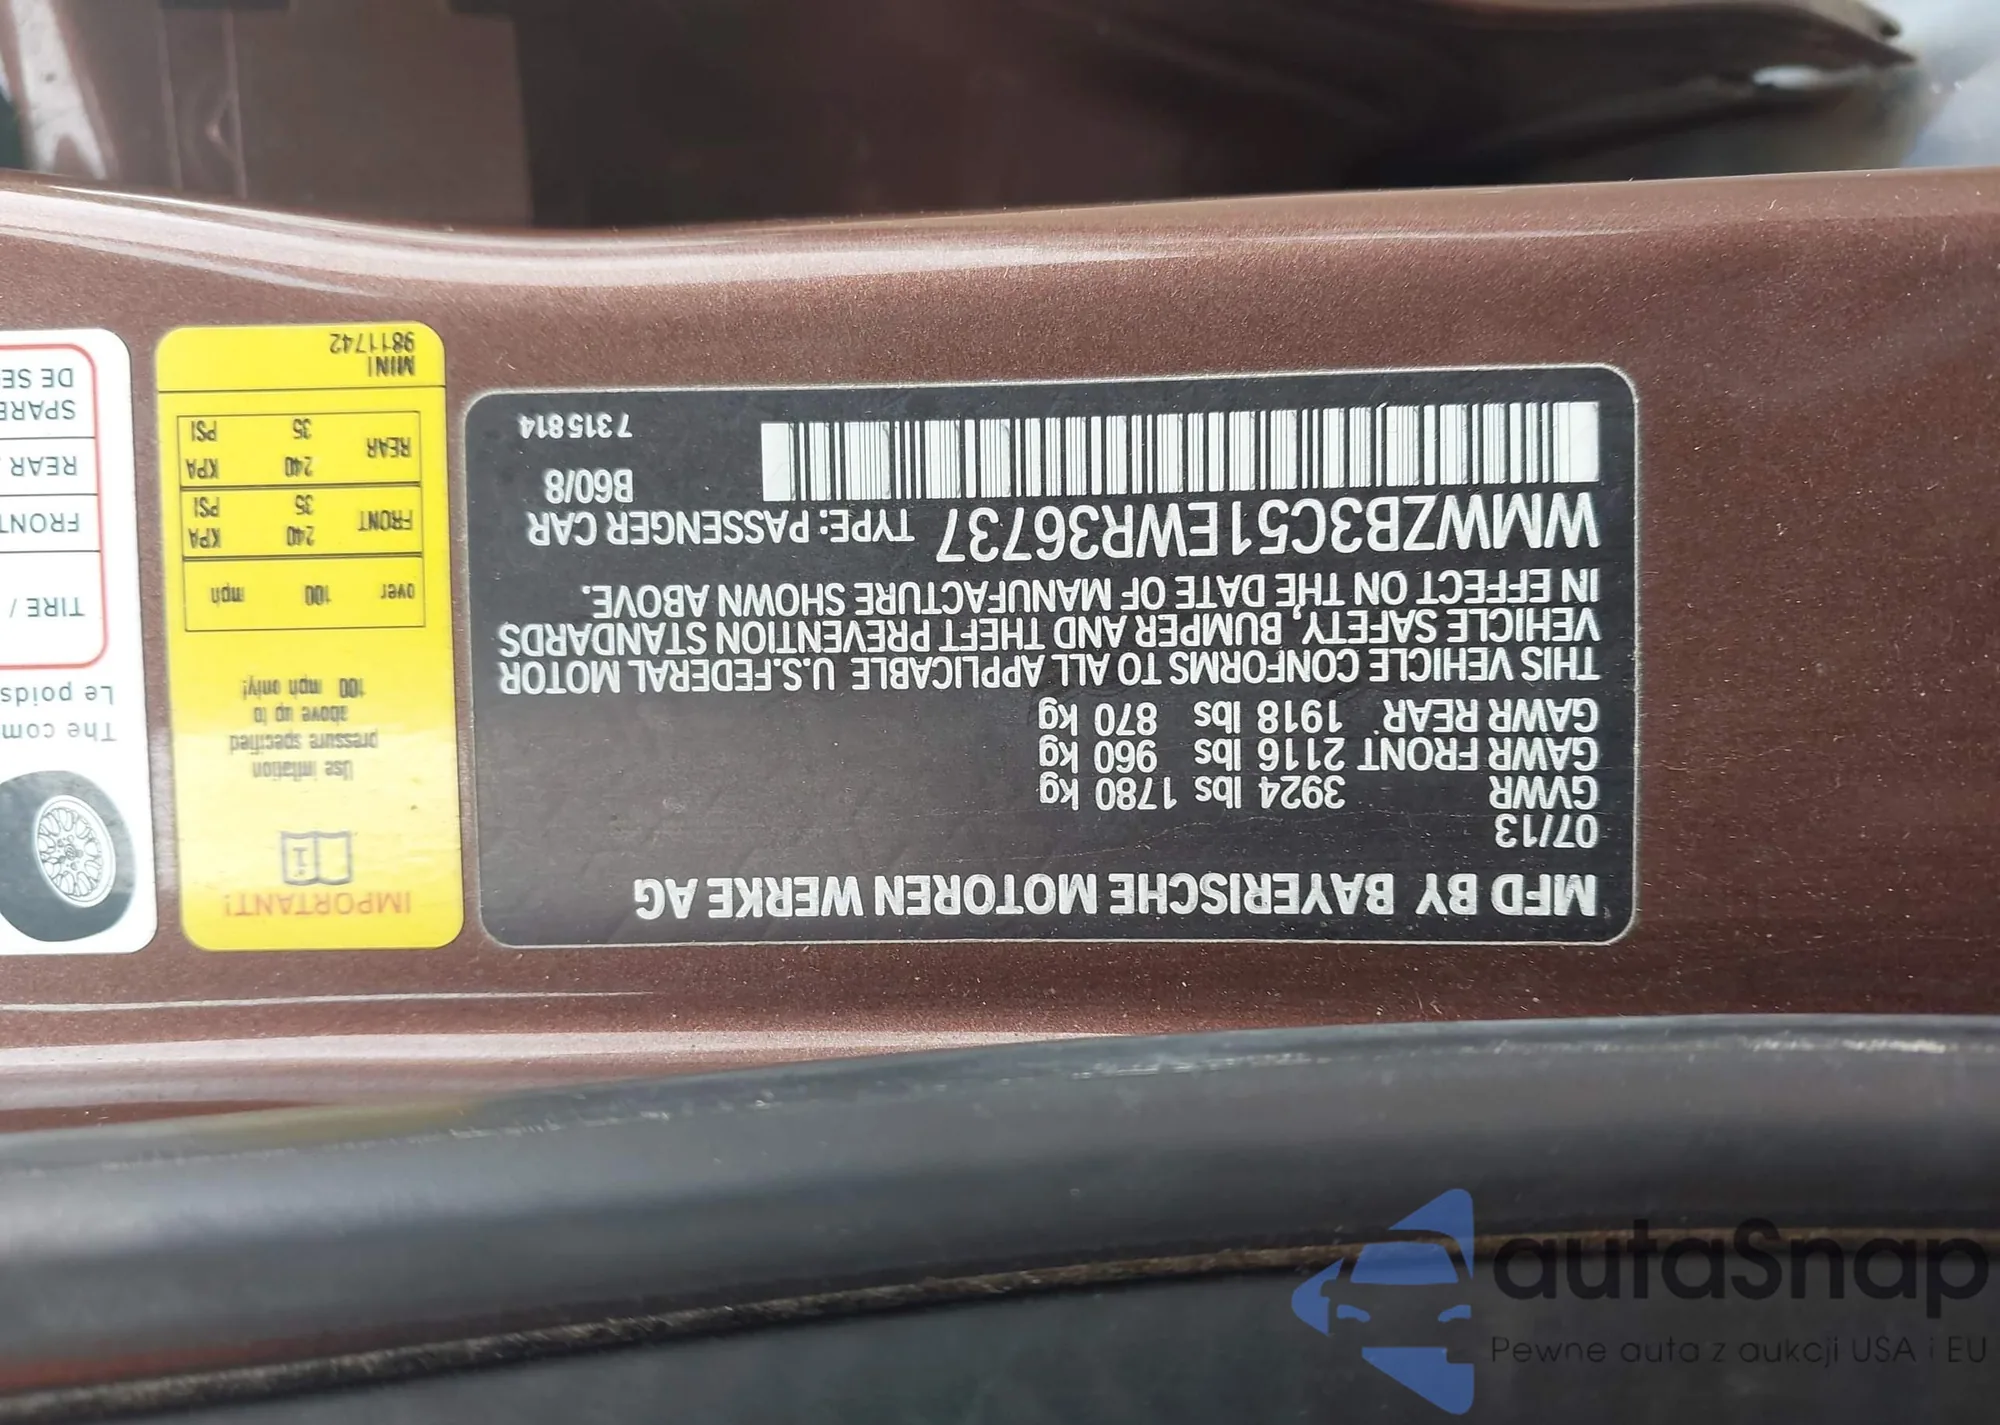 MFD BY BAYERISCHE MOTOREN WERKE AG
07/13
GVWR 3924 lbs 1780 kg
GAWR FRONT 2116 lbs 960 kg
GAWR REAR 1918 lbs 870 kg
THIS VEHICLE CONFORMS TO ALL APPLICABLE U.S.FEDERAL MOTOR
VEHICLE SAFETY, BUMPER AND THEFT PREVENTION STANDARDS
IN EFFECT ON THE DATE OF MANUFACTURE SHOWN ABOVE.
WMWZB3C51EWR36737 TYPE: PASSENGER CAR
B60/8
7 315 814
IMPORTANT!
Use inflation
pressure specified
above up to
100 mph only!
over 100 mph
FRONT 240 KPA
35 PSI
REAR 240 KPA
35 PSI
MINI
9811742
The com
Le poids
TIRE /
FRONT
REAR
SPARE
DE SE
autaSnap
Pewne auta z aukcji USA i EU